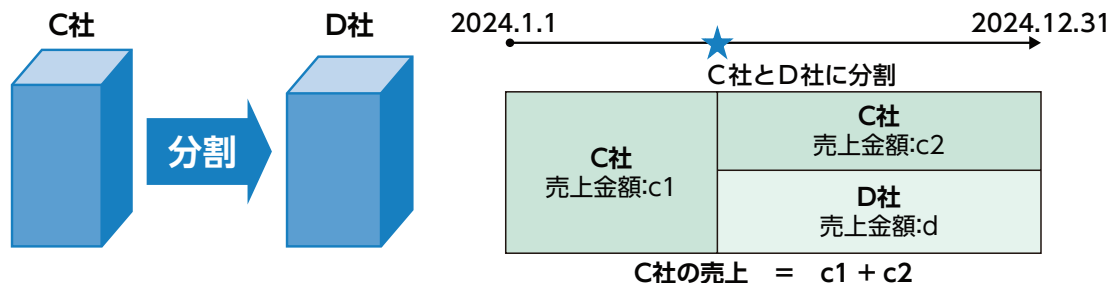 C社
D社
分割
2024.1.1
2024.12.31
C社とD社に分割
C社
売上金額:c1
C社
売上金額:c2
D社
売上金額:d
C社の売上 = c1 + c2